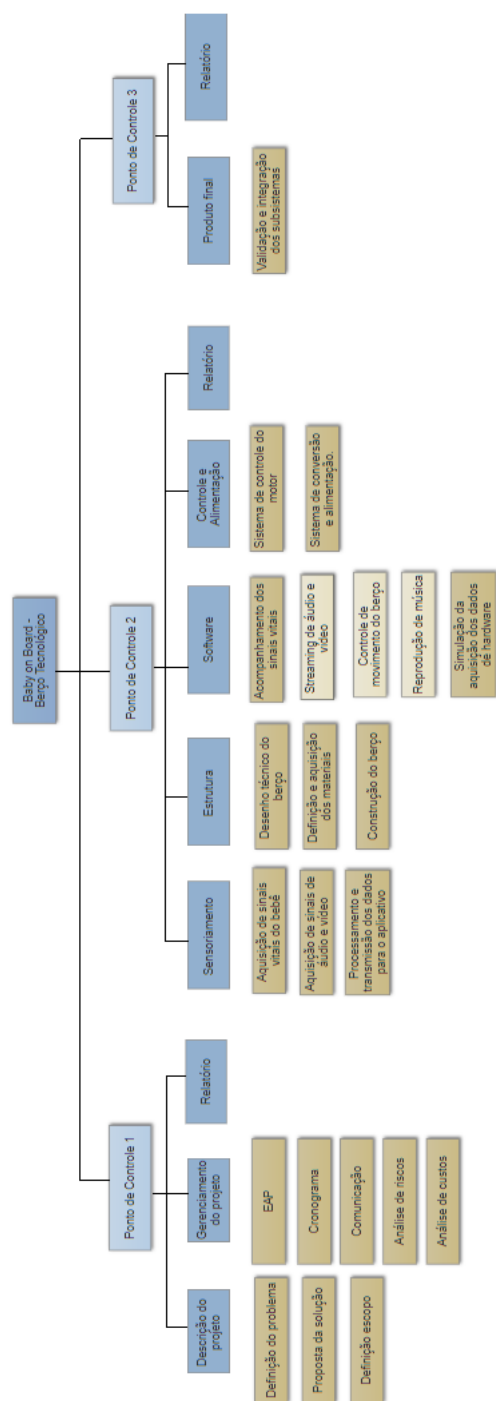 Baby on Board -
Berço Tecnológico
Ponto de Controle 1
Descrição do
projeto
Definição do problema
Proposta da solução
Definição escopo
Gerenciamento
do projeto
EAP
Cronograma
Comunicação
Análise de riscos
Análise de custos
Relatório
Ponto de Controle 2
Sensoriamento
Aquisição de sinais
vitais do bebê
Aquisição de sinais de
áudio e vídeo
Processamento e
transmissão dos dados
para o aplicativo
Estrutura
Desenho técnico do
berço
Definição e aquisição
dos materiais
Construção do berço
Software
Acompanhamento dos
sinais vitais
Streaming de áudio e
vídeo
Controle de
movimento do berço
Reprodução de música
Simulação da
aquisição dos dados
de hardware
Controle e
Alimentação
Sistema de controle do
motor
Sistema de conversão
e alimentação.
Relatório
Ponto de Controle 3
Produto final
Validação e integração
dos subsistemas
Relatório